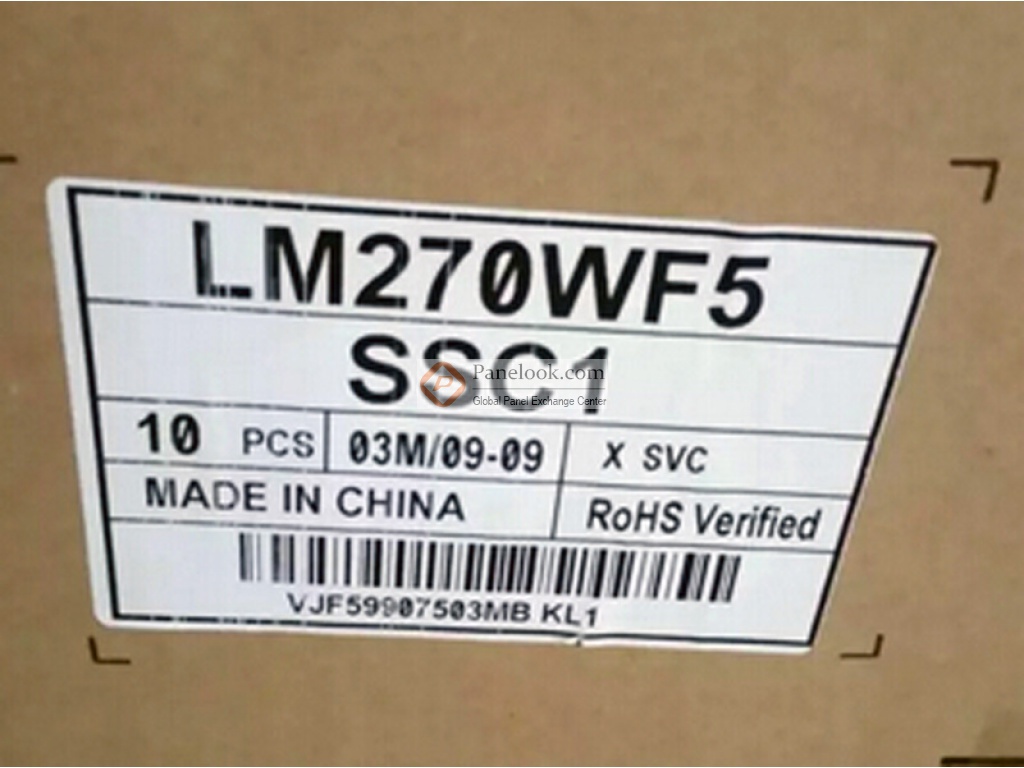 LM270WF5
SSC1
Panelook.com
Global Panel Exchange Center
10 PCS 03M/09-09 X SVC
MADE IN CHINA RoHS Verified
VJF59907503MB KL1